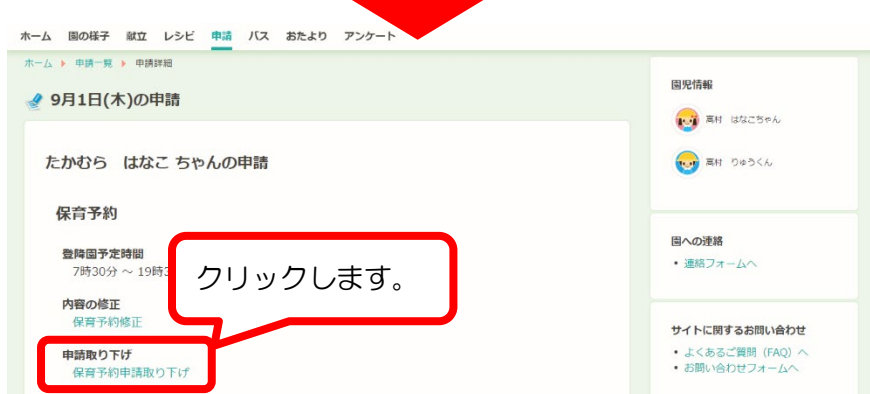 ホーム 園の様子 献立 レシピ 申請 バス おたより アンケート
ホーム 申請一覧 申請詳細
9月1日(木)の申請
たかむら はなこ ちゃんの申請
保育予約
登降園予定時間
7時30分 ～ 19時
クリックします。
内容の修正
保育予約修正
申請取り下げ
保育予約申請取り下げ
園児情報
高村 はなこちゃん
高村 りゅうくん
園への連絡
• 連絡フォームへ
サイトに関するお問い合わせ
• よくあるご質問（FAQ）へ
• お問い合わせフォームへ